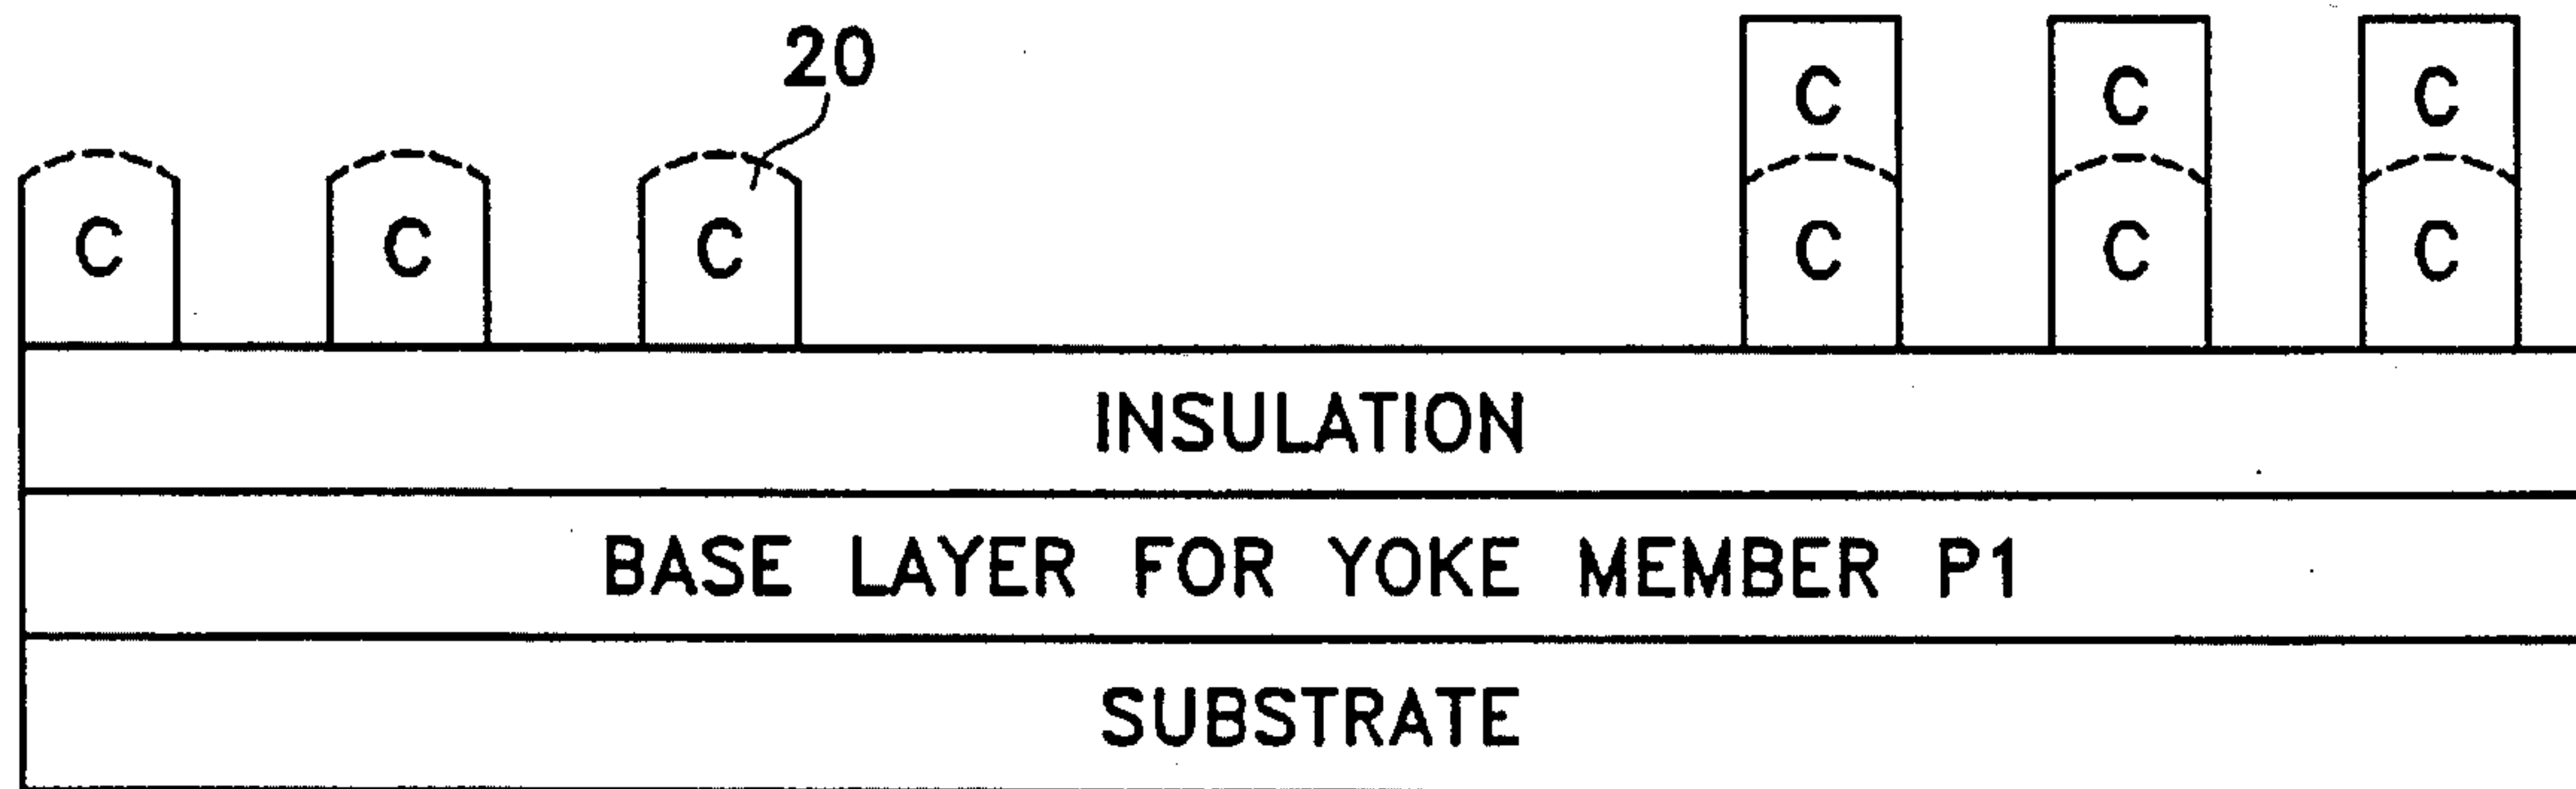 20
C C C
C C C C C C
INSULATION
BASE LAYER FOR YOKE MEMBER P1
SUBSTRATE